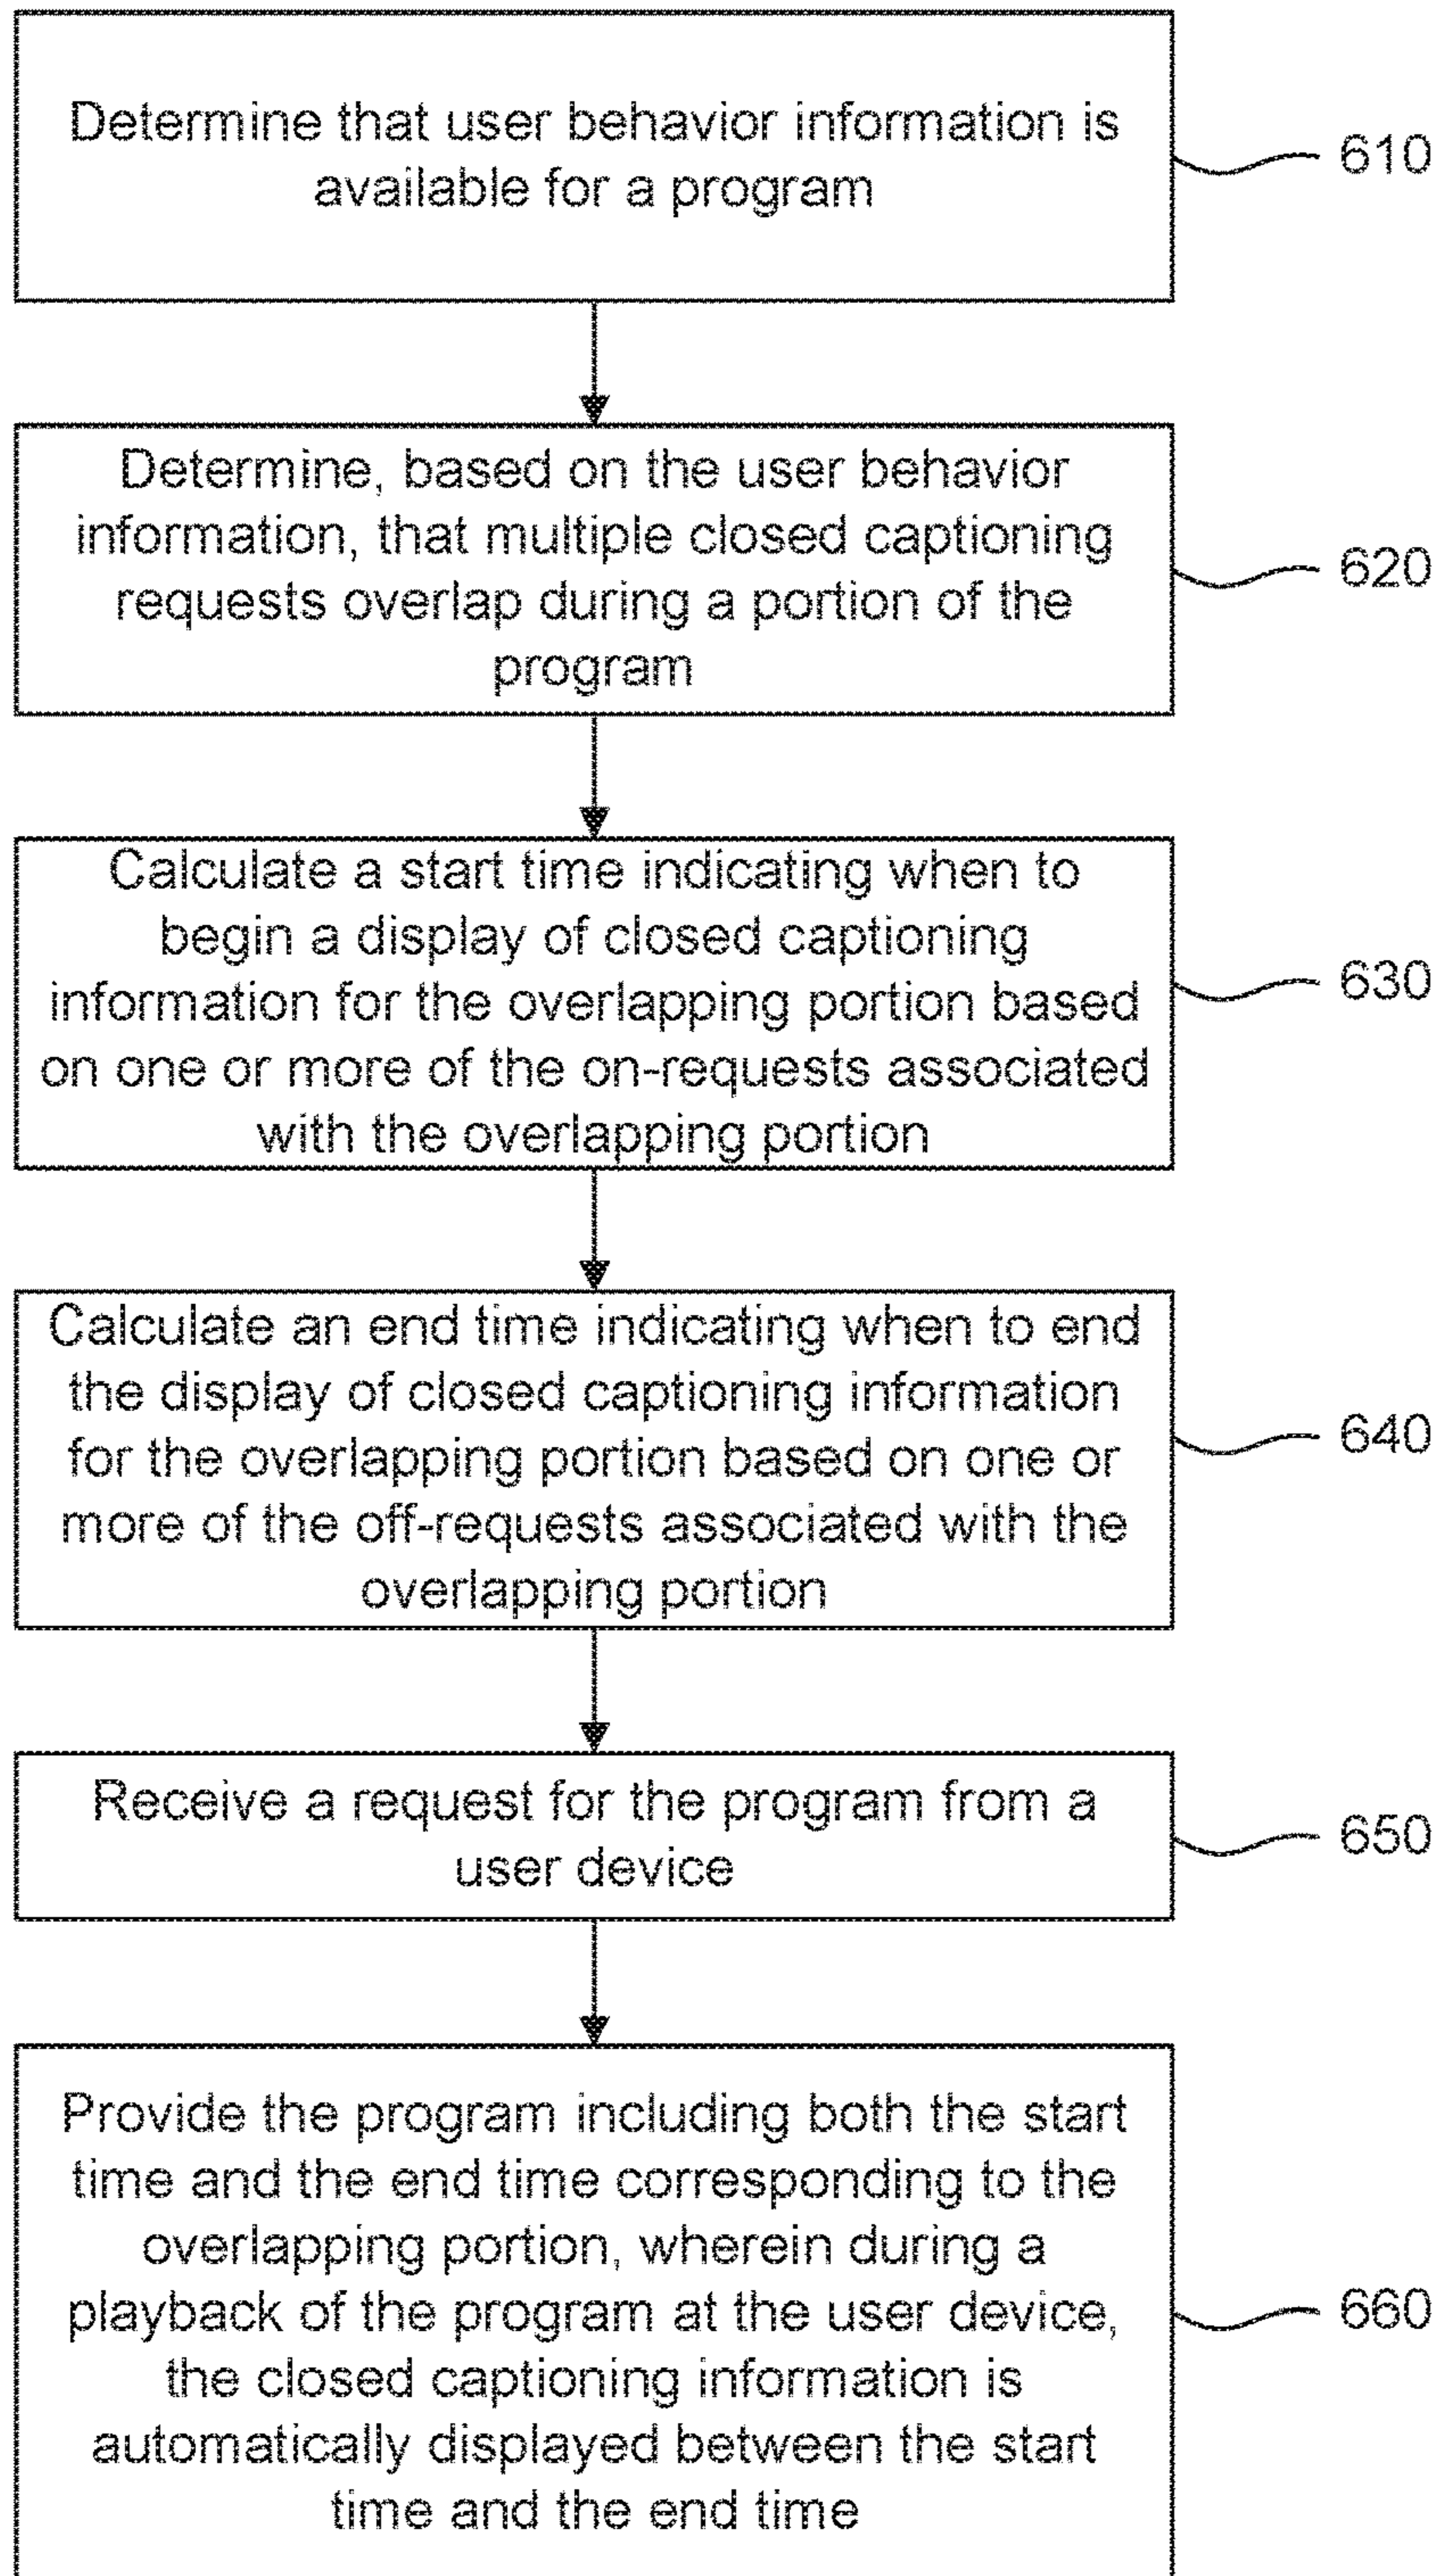 Determine that user behavior information is
available for a program
610
Determine, based on the user behavior
information, that multiple closed captioning
requests overlap during a portion of the
program
620
Calculate a start time indicating when to
begin a display of closed captioning
information for the overlapping portion based
on one or more of the on-requests associated
with the overlapping portion
630
Calculate an end time indicating when to end
the display of closed captioning information
for the overlapping portion based on one or
more of the off-requests associated with the
overlapping portion
640
Receive a request for the program from a
user device
650
Provide the program including both the start
time and the end time corresponding to the
overlapping portion, wherein during a
playback of the program at the user device,
the closed captioning information is
automatically displayed between the start
time and the end time
660